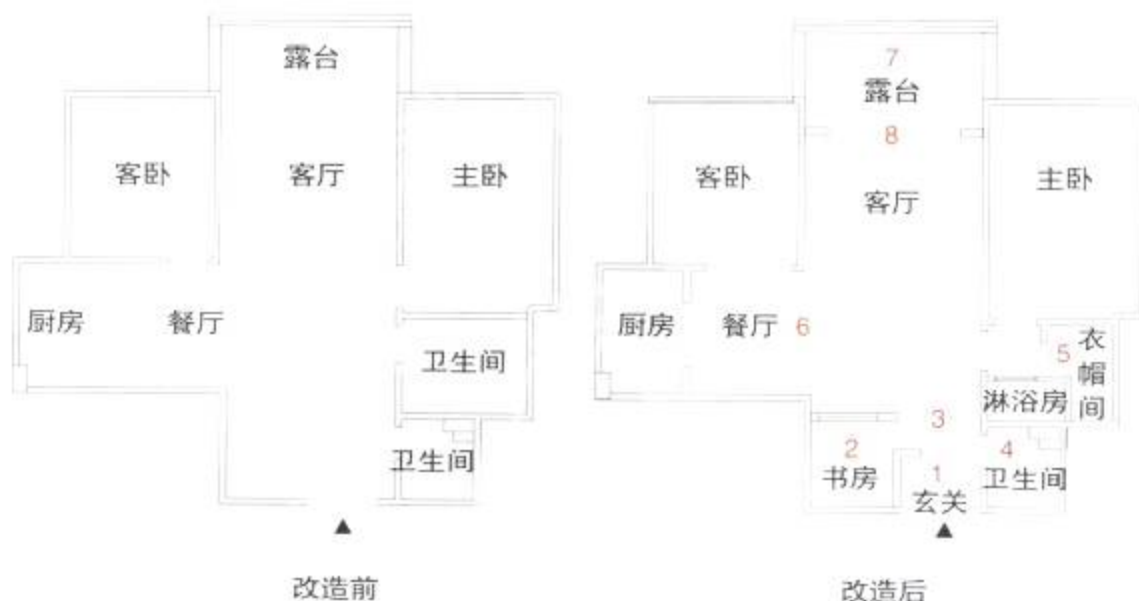 露台
客卧
客厅
主卧
厨房
餐厅
卫生间
卫生间
改造前
7
露台
8
客卧
客厅
主卧
厨房
餐厅 6
5
衣帽间
淋浴房
3
2
书房
4
卫生间
1
玄关
改造后